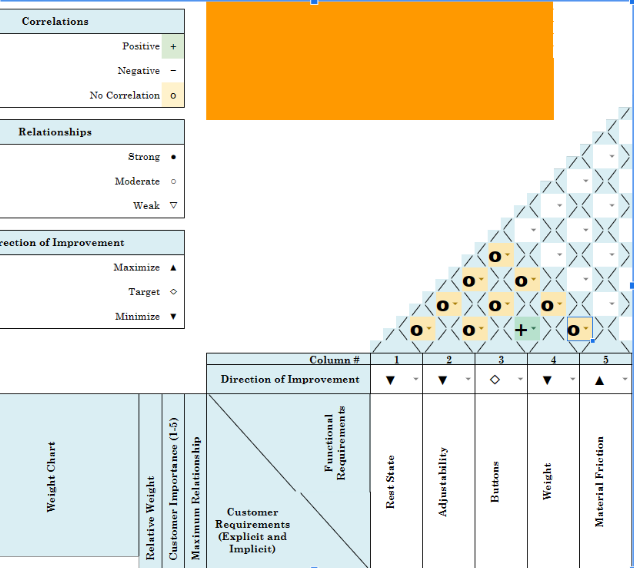 Correlations
Positive +
Negative −
No Correlation o
Relationships
Strong ●
Moderate ○
Weak ▽
rection of Improvement
Maximize ▲
Target ◇
Minimize ▼
o
o o
o o o
o o + o
Column # 1 2 3 4 5
Direction of Improvement ▼ ▼ ◇ ▼ ▲
Weight Chart
Relative Weight
Customer Importance (1-5)
Maximum Relationship
Functional
Requirements
Customer
Requirements
(Explicit and
Implicit)
Rest State
Adjustability
Buttons
Weight
Material Friction